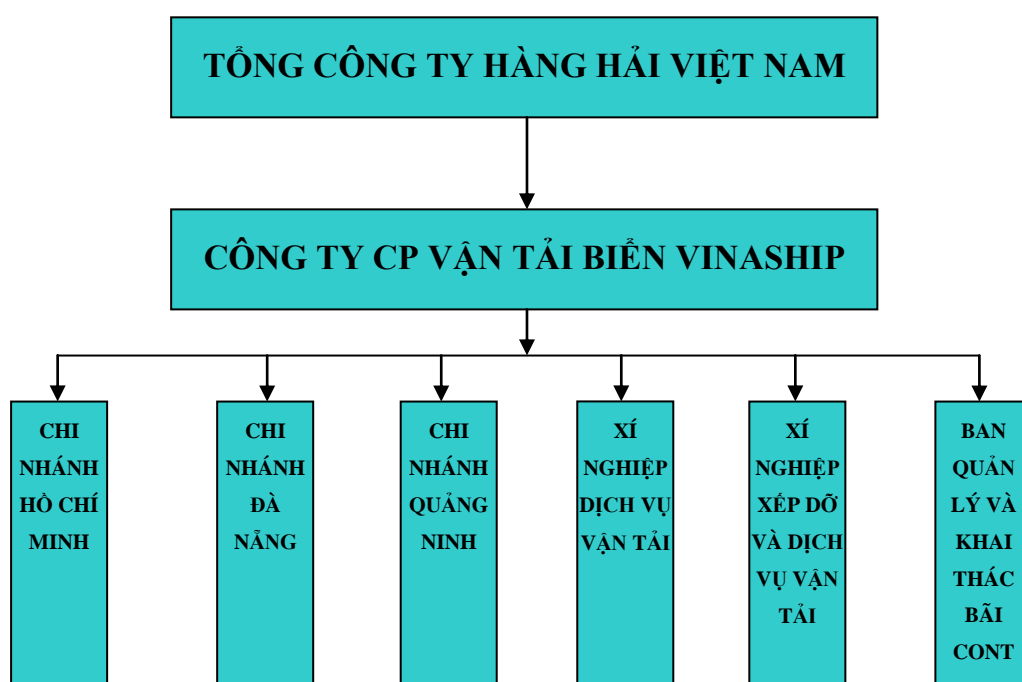 TỔNG CÔNG TY HÀNG HẢI VIỆT NAM
CÔNG TY CP VẬN TẢI BIỂN VINASHIP
CHI
NHÁNH
HỒ CHÍ
MINH
CHI
NHÁNH
ĐÀ
NẴNG
CHI
NHÁNH
QUẢNG
NINH
XÍ
NGHIỆP
DỊCH VỤ
VẬN TẢI
XÍ
NGHIỆP
XẾP DỠ
VÀ DỊCH
VỤ VẬN
TẢI
BAN
QUẢN
LÝ VÀ
KHAI
THÁC
BÃI
CONT